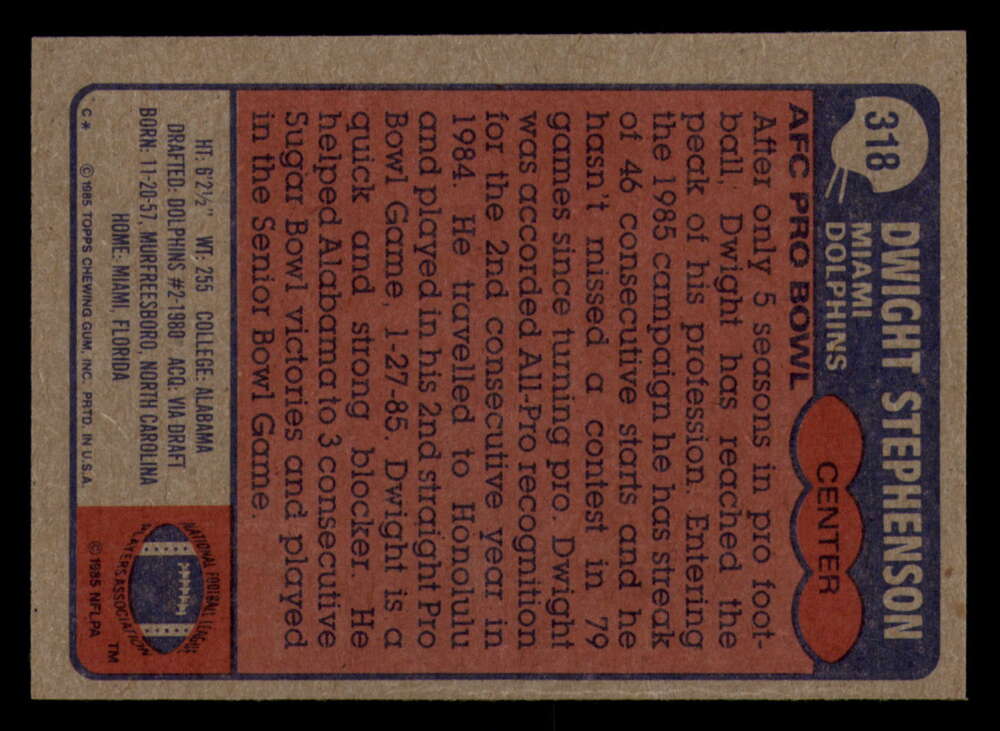 318
DWIGHT STEPHENSON
MIAMI
DOLPHINS
CENTER
AFC PRO BOWL
After only 5 seasons in pro foot-
ball, Dwight has reached the
peak of his profession. Entering
the 1985 campaign he has streak
of 46 consecutive starts and he
hasn't missed a contest in 79
games since turning pro. Dwight
was accorded All-Pro recognition
for the 2nd consecutive year in
1984. He travelled to Honolulu
and played in his 2nd straight Pro
Bowl Game, 1-27-85. Dwight is a
quick and strong blocker. He
helped Alabama to 3 consecutive
Sugar Bowl victories and played
in the Senior Bowl Game.
HT: 6'2½" WT: 255 COLLEGE: ALABAMA
DRAFTED: DOLPHINS #2-1980 ACQ: VIA DRAFT
BORN: 11-20-57, MURFREESBORO, NORTH CAROLINA
HOME: MIAMI, FLORIDA
C* ©1985 TOPPS CHEWING GUM, INC. PRTD. IN U.S.A.
NATIONAL FOOTBALL LEAGUE
PLAYERS ASSOCIATION
TM
©1985 NFLPA